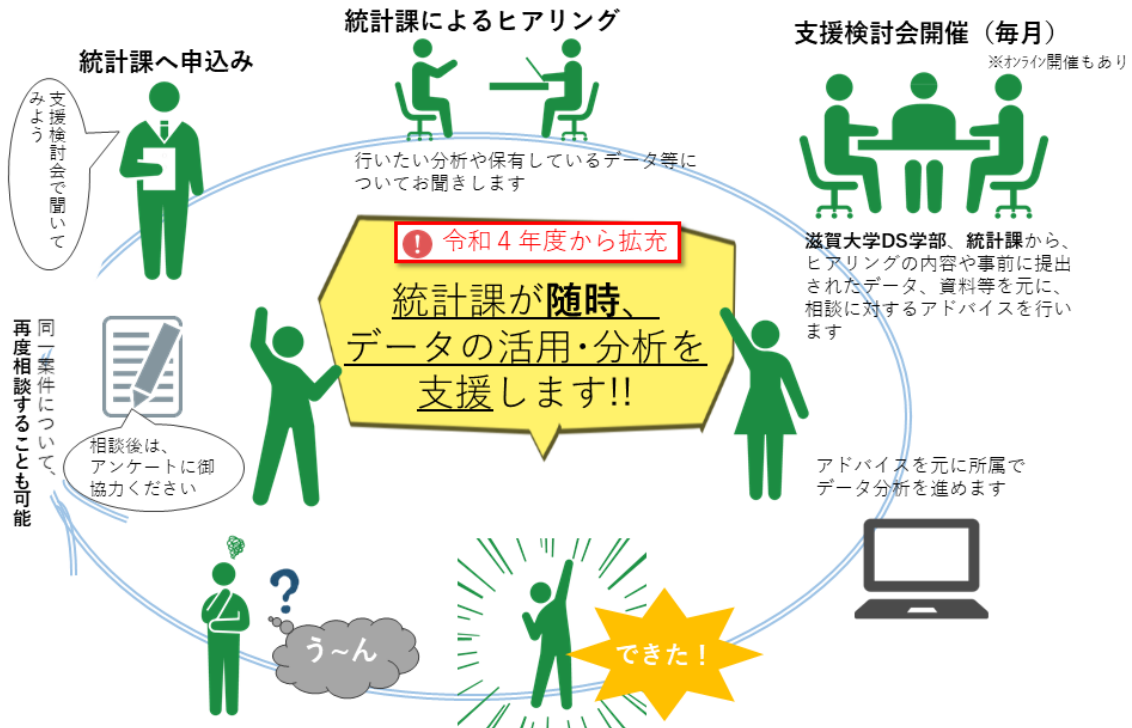 統計課へ申込み
支援検討会で聞いて
みよう
統計課によるヒアリング
行いたい分析や保有しているデータ等に
ついてお聞きします
支援検討会開催（毎月）
※オンライン開催もあり
滋賀大学DS学部、統計課から、
ヒアリングの内容や事前に提出
されたデータ、資料等を元に、
相談に対するアドバイスを行い
ます
令和４年度から拡充
統計課が随時、
データの活用・分析を
支援します!!
アドバイスを元に所属で
データ分析を進めます
できた！
う~ん
?
相談後は、
アンケートに御
協力ください
同一案件について、
再度相談することも可能